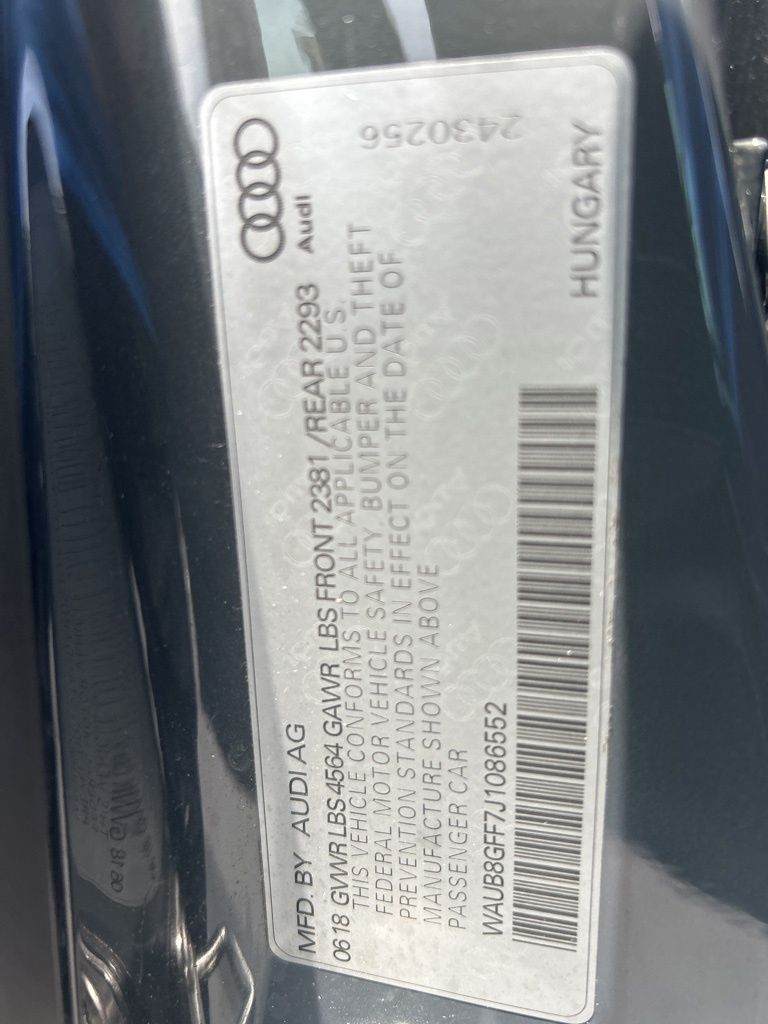 MFD. BY AUDI AG
Audi
0618 GVWR LBS 4564 GAWR LBS FRONT 2381 / REAR 2293
THIS VEHICLE CONFORMS TO ALL APPLICABLE U.S.
FEDERAL MOTOR VEHICLE SAFETY, BUMPER AND THEFT
PREVENTION STANDARDS IN EFFECT ON THE DATE OF
MANUFACTURE SHOWN ABOVE
PASSENGER CAR
2430256
WAUB8GFF7J1086552
HUNGARY